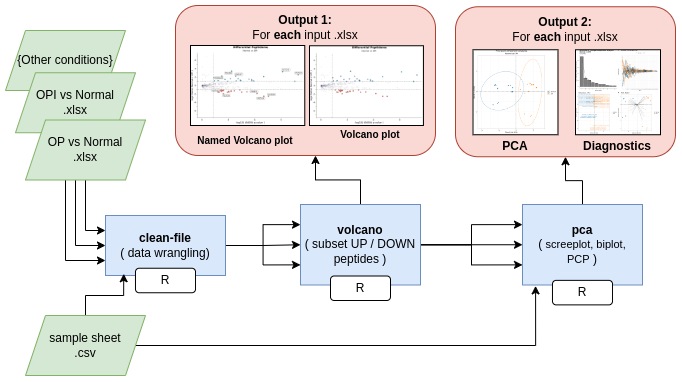 {Other conditions}
OPI vs Normal
.xlsx
OP vs Normal
.xlsx
Output 1:
For each input .xlsx
Named Volcano plot
Volcano plot
Output 2:
For each input .xlsx
PCA
Diagnostics
clean-file
( data wrangling)
R
volcano
( subset UP / DOWN
peptides )
R
pca
( screeplot, biplot,
PCP )
R
sample sheet
.csv